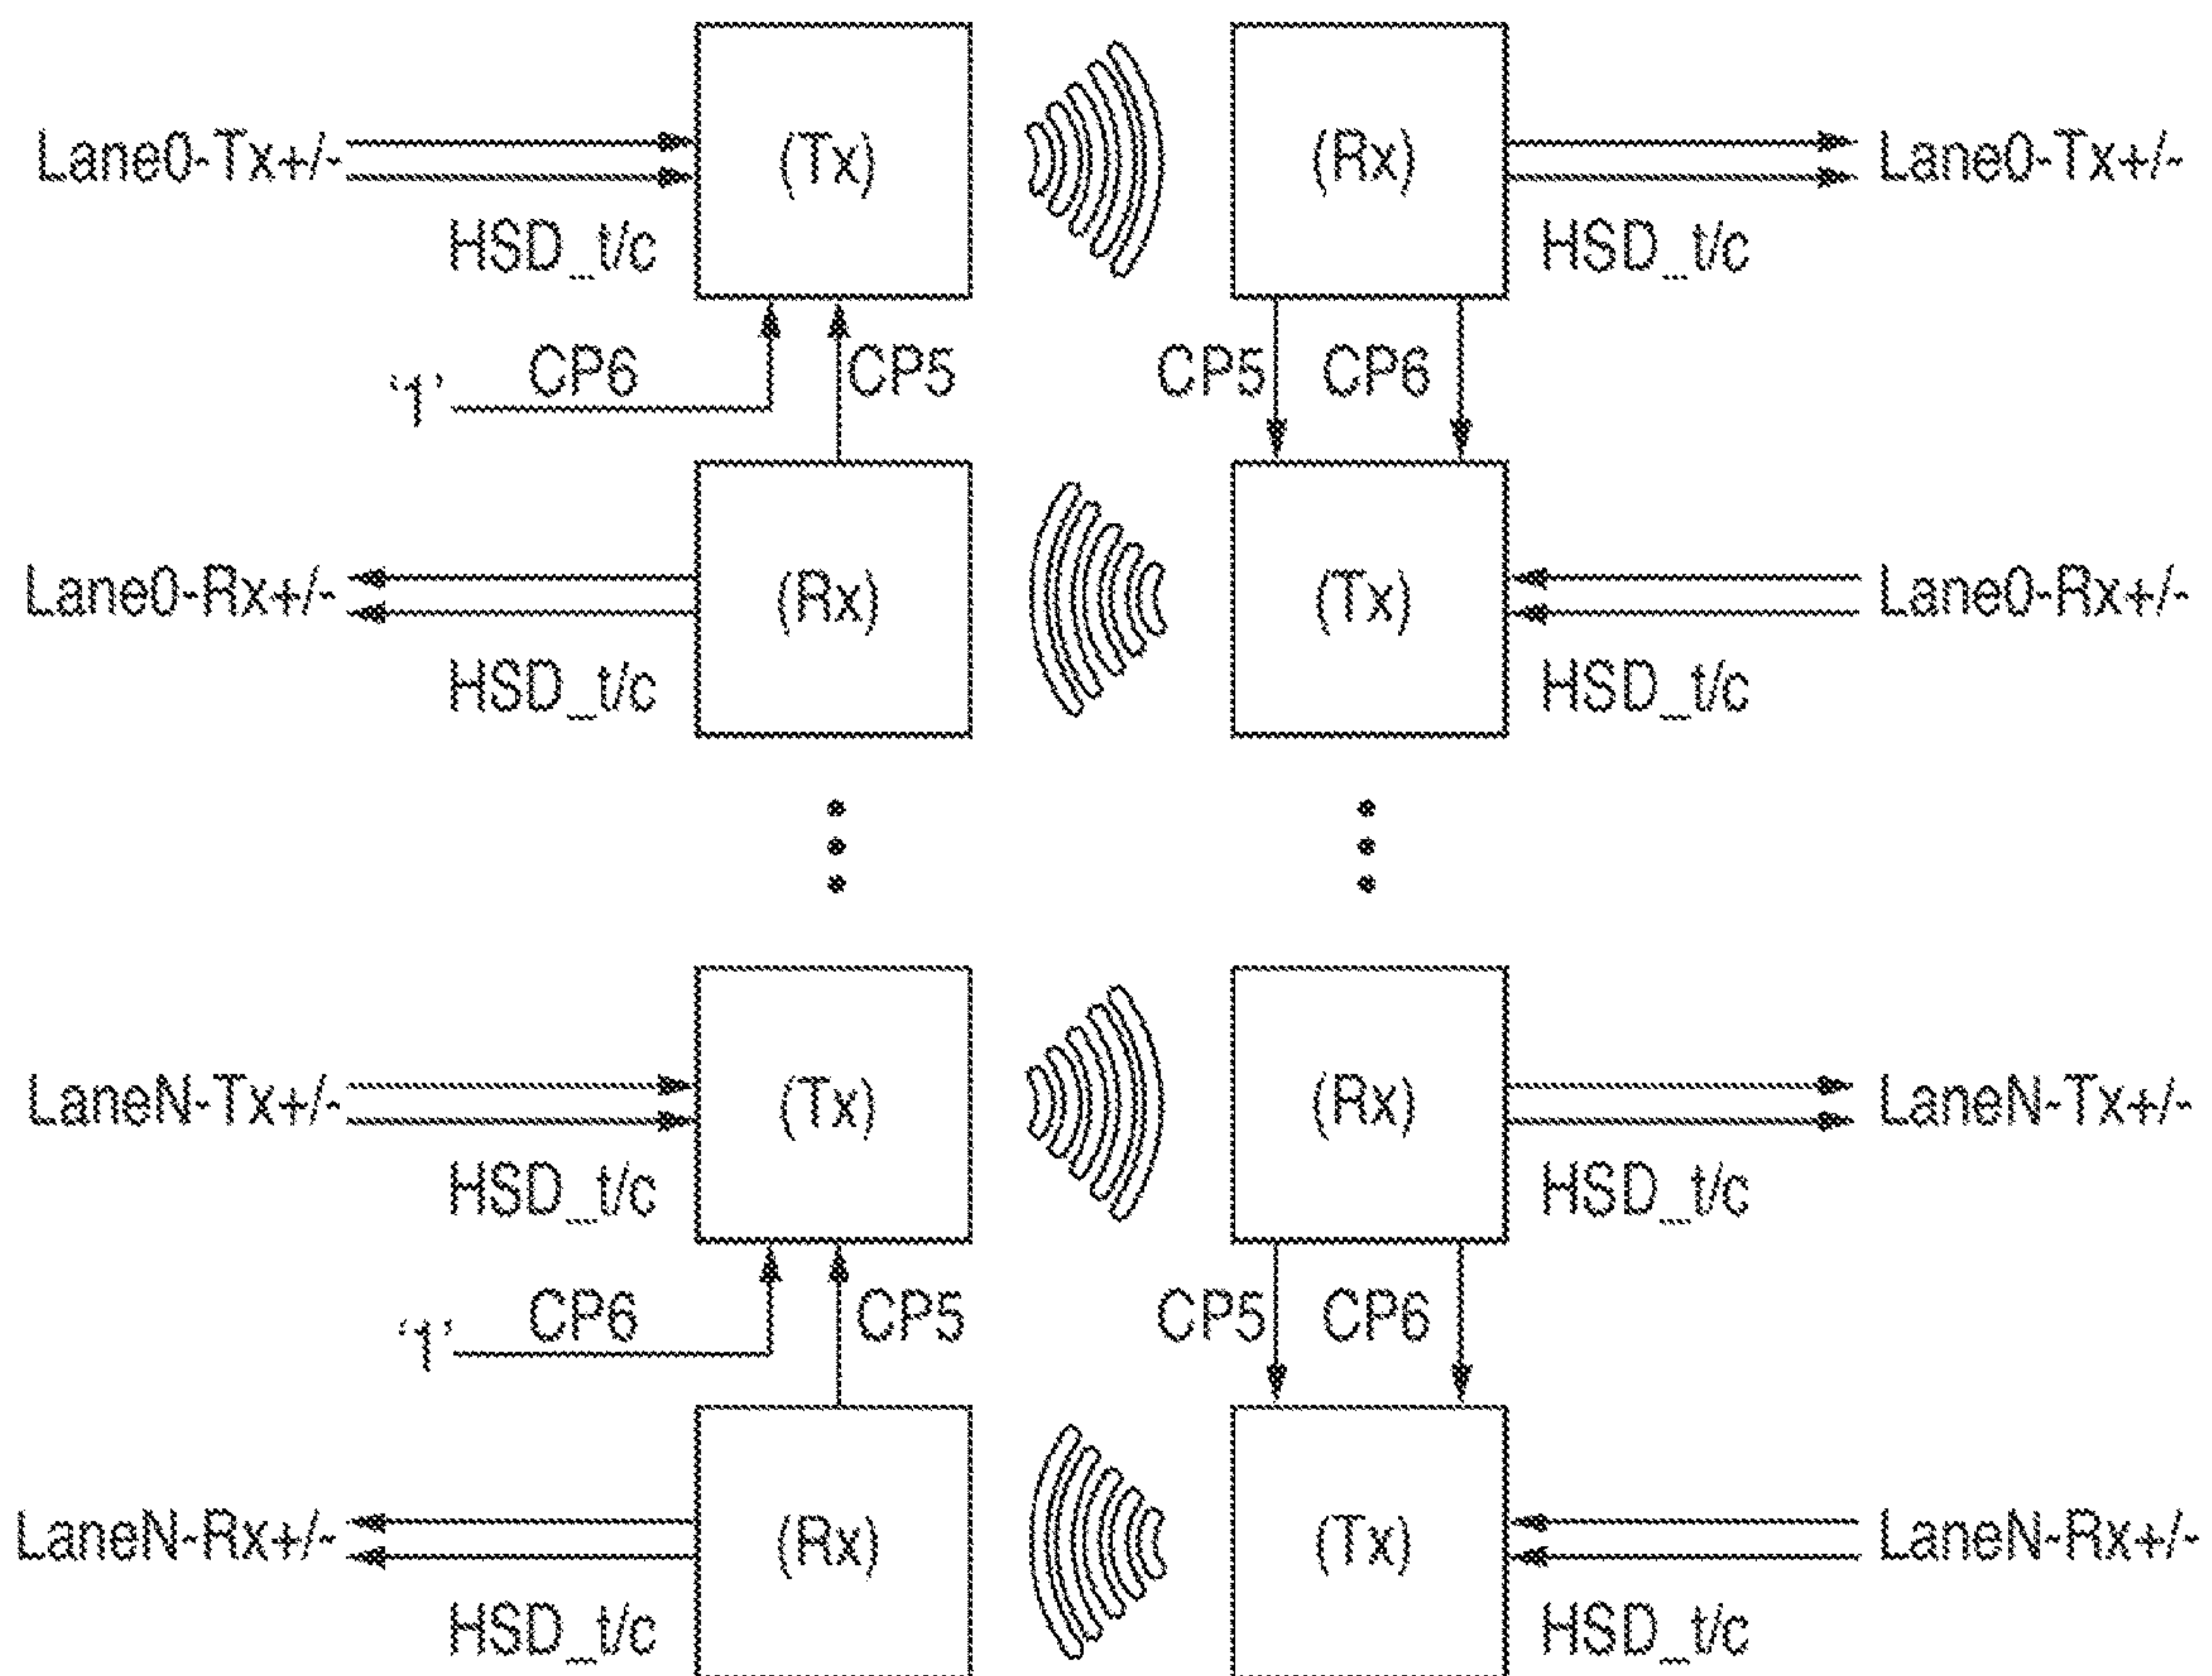 Lane0-Tx+/- (Tx) (Rx) Lane0-Tx+/-
HSD_t/c HSD_t/c
'1' CP6 CP5 CP5 CP6
Lane0-Rx+/- (Rx) (Tx) Lane0-Rx+/-
HSD_t/c HSD_t/c
LaneN-Tx+/- (Tx) (Rx) LaneN-Tx+/-
HSD_t/c HSD_t/c
'1' CP6 CP5 CP5 CP6
LaneN-Rx+/- (Rx) (Tx) LaneN-Rx+/-
HSD_t/c HSD_t/c